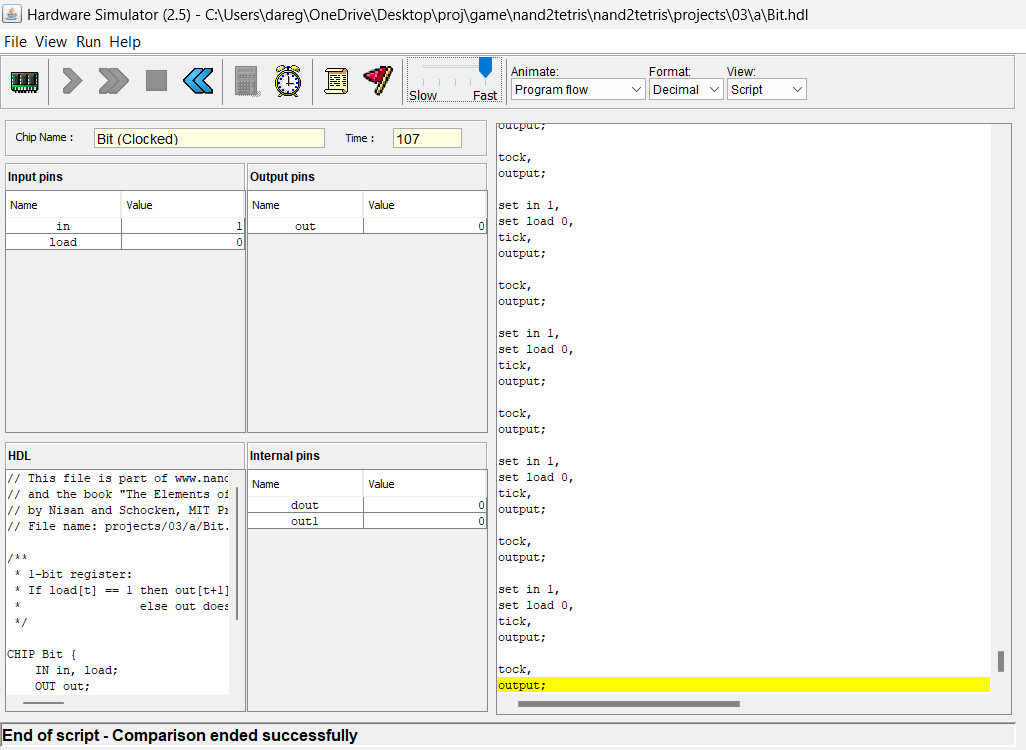 Hardware Simulator (2.5) - C:\Users\dareg\OneDrive\Desktop\proj\game\nand2tetris\nand2tetris\projects\03\a\Bit.hdl
File View Run Help
Slow Fast
Animate: Format: View:
Program flow Decimal Script
Chip Name : Bit (Clocked) Time : 107
Input pins
Name Value
in 1
load 0
Output pins
Name Value
out 0
HDL
// This file is part of www.nand
// and the book "The Elements of
// by Nisan and Schocken, MIT Pr
// File name: projects/03/a/Bit.
/**
* 1-bit register:
* If load[t] == 1 then out[t+1]
* else out does
*/
CHIP Bit {
IN in, load;
OUT out;
Internal pins
Name Value
dout 0
out1 0
output;
tock,
output;
set in 1,
set load 0,
tick,
output;
tock,
output;
set in 1,
set load 0,
tick,
output;
tock,
output;
set in 1,
set load 0,
tick,
output;
tock,
output;
set in 1,
set load 0,
tick,
output;
tock,
output;
End of script - Comparison ended successfully